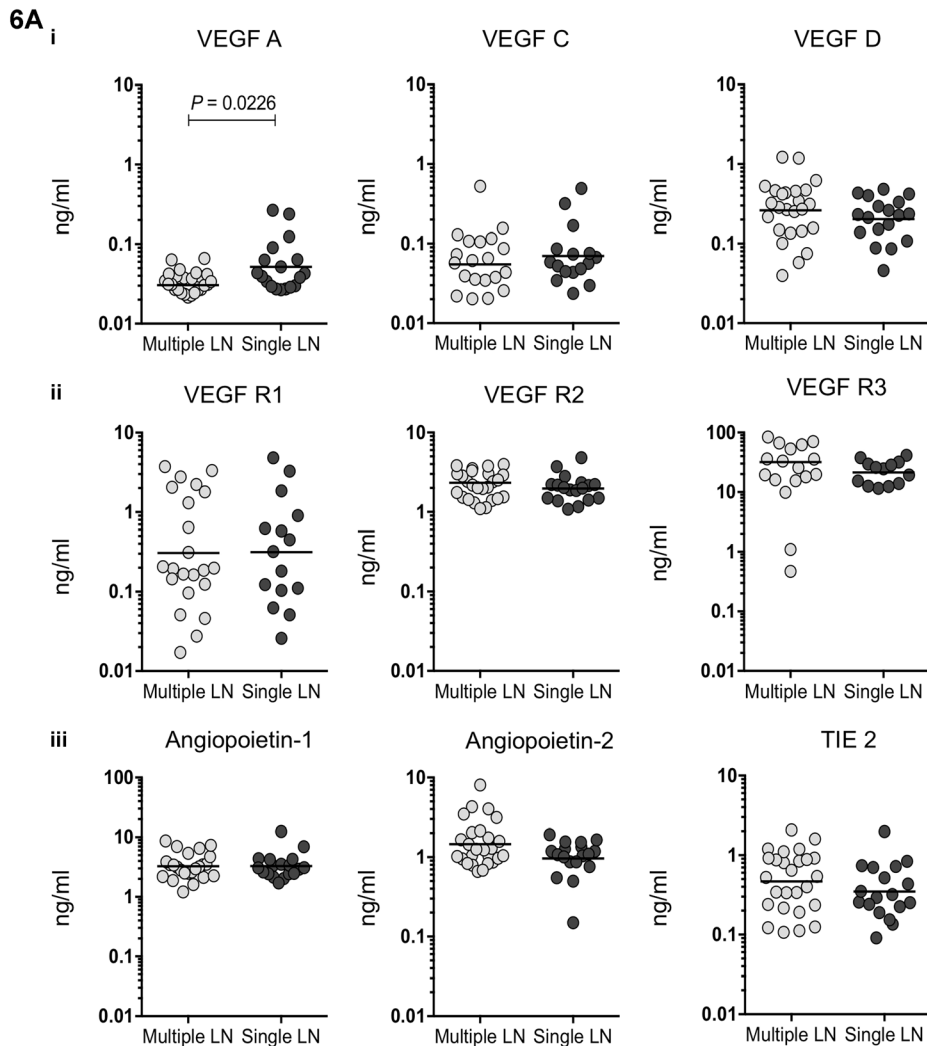 6A
i
VEGF A
VEGF C
VEGF D
10
1
0.1
0.01
ng/ml
P = 0.0226
Multiple LN Single LN
10
1
0.1
0.01
ng/ml
Multiple LN Single LN
10
1
0.1
0.01
ng/ml
Multiple LN Single LN
ii
VEGF R1
VEGF R2
VEGF R3
10
1
0.1
0.01
ng/ml
Multiple LN Single LN
10
1
0.1
0.01
ng/ml
Multiple LN Single LN
100
10
1
0.1
0.01
ng/ml
Multiple LN Single LN
iii
Angiopoietin-1
Angiopoietin-2
TIE 2
100
10
1
0.1
0.01
ng/ml
Multiple LN Single LN
10
1
0.1
0.01
ng/ml
Multiple LN Single LN
10
1
0.1
0.01
ng/ml
Multiple LN Single LN